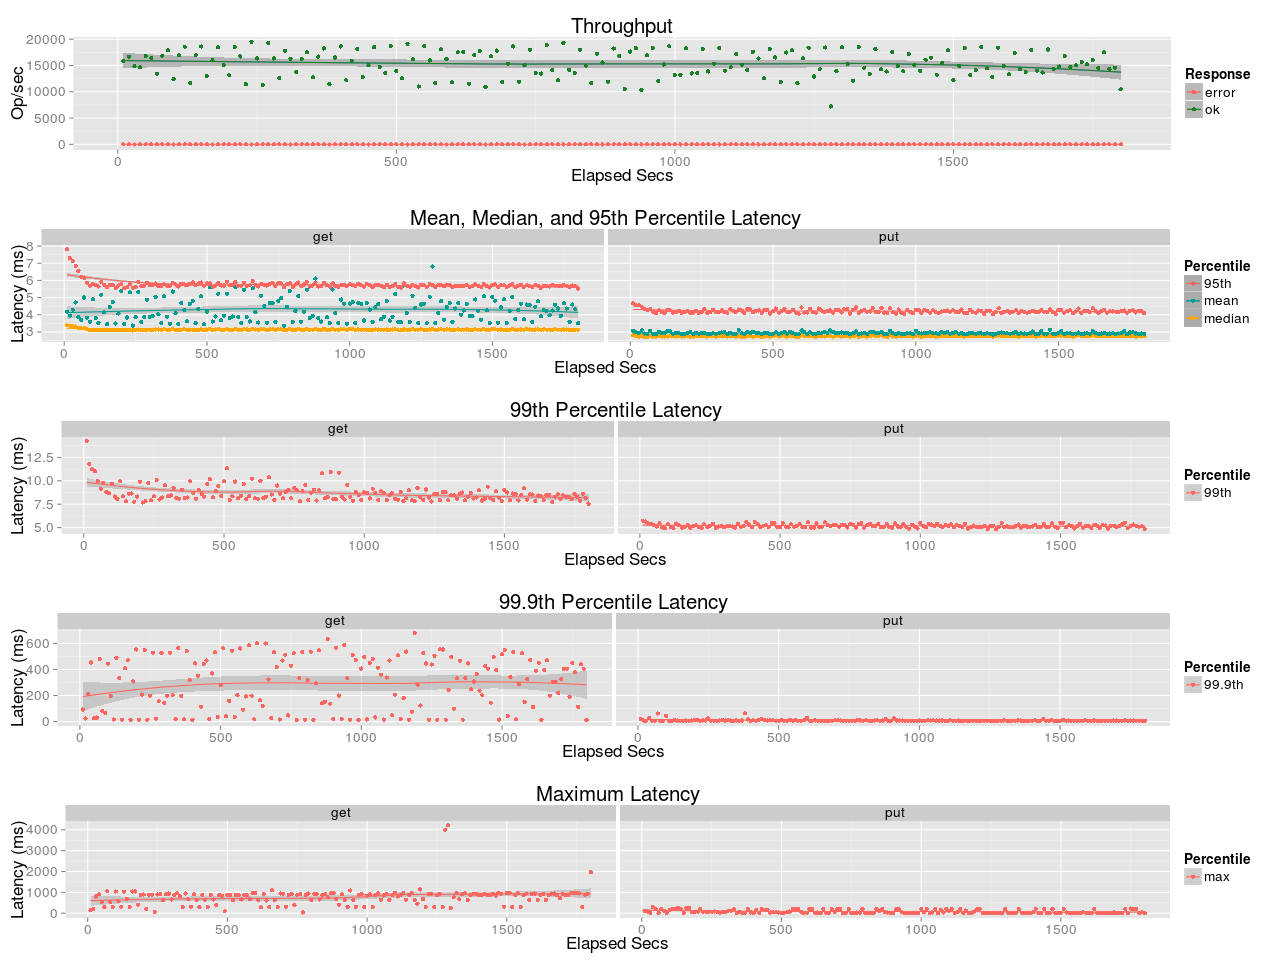 Throughput
20000
15000
10000
5000
0
Op/sec
0 500 1000 1500
Elapsed Secs
Response
error
ok
Mean, Median, and 95th Percentile Latency
get put
8
7
6
5
4
3
Latency (ms)
0 500 1000 1500 0 500 1000 1500
Elapsed Secs
Percentile
95th
mean
median
99th Percentile Latency
get put
12.5
10.0
7.5
5.0
Latency (ms)
0 500 1000 1500 0 500 1000 1500
Elapsed Secs
Percentile
99th
99.9th Percentile Latency
get put
600
400
200
0
Latency (ms)
0 500 1000 1500 0 500 1000 1500
Elapsed Secs
Percentile
99.9th
Maximum Latency
get put
4000
3000
2000
1000
0
Latency (ms)
0 500 1000 1500 0 500 1000 1500
Elapsed Secs
Percentile
max